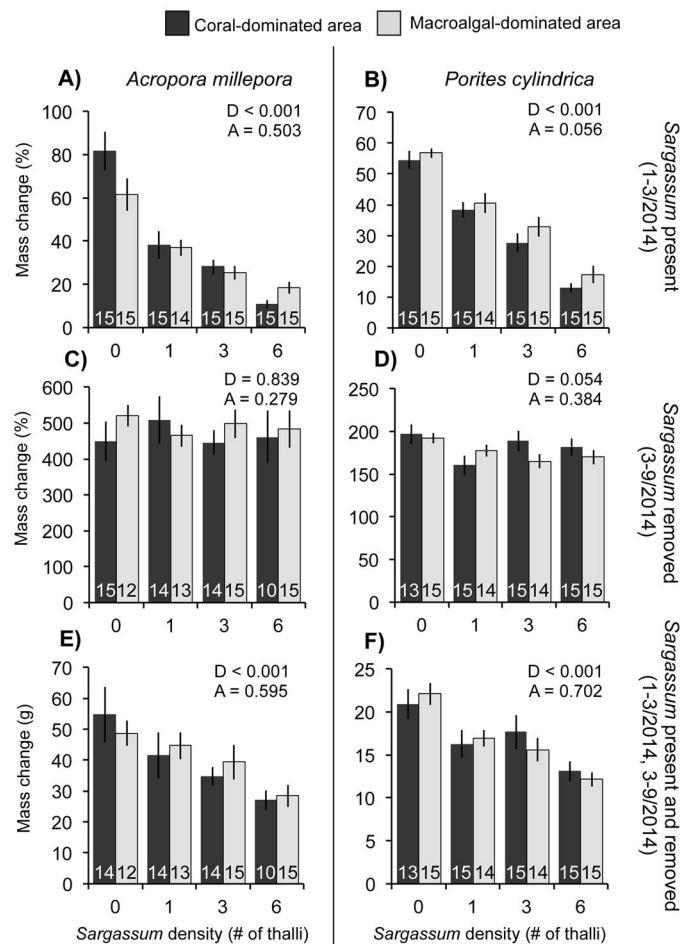 Coral-dominated area Macroalgal-dominated area
A) Acropora millepora
D < 0.001
A = 0.503
Mass change (%)
100
80
60
40
20
0
15 15 15 14 15 15 15 15
0 1 3 6
B) Porites cylindrica
D < 0.001
A = 0.056
70
60
50
40
30
20
10
0
15 15 15 14 15 15 15 15
0 1 3 6
Sargassum present
(1-3/2014)
C)
D = 0.839
A = 0.279
Mass change (%)
600
500
400
300
200
100
0
15 12 14 13 14 15 10 15
0 1 3 6
D)
D = 0.054
A = 0.384
250
200
150
100
50
0
13 15 15 14 15 15 15 15
0 1 3 6
Sargassum removed
(3-9/2014)
E)
D < 0.001
A = 0.595
Mass change (g)
70
60
50
40
30
20
10
0
14 12 14 13 14 15 10 15
0 1 3 6
Sargassum density (# of thalli)
F)
D < 0.001
A = 0.702
25
20
15
10
5
0
13 15 15 14 15 14 15 15
0 1 3 6
Sargassum density (# of thalli)
Sargassum present and removed
(1-3/2014, 3-9/2014)